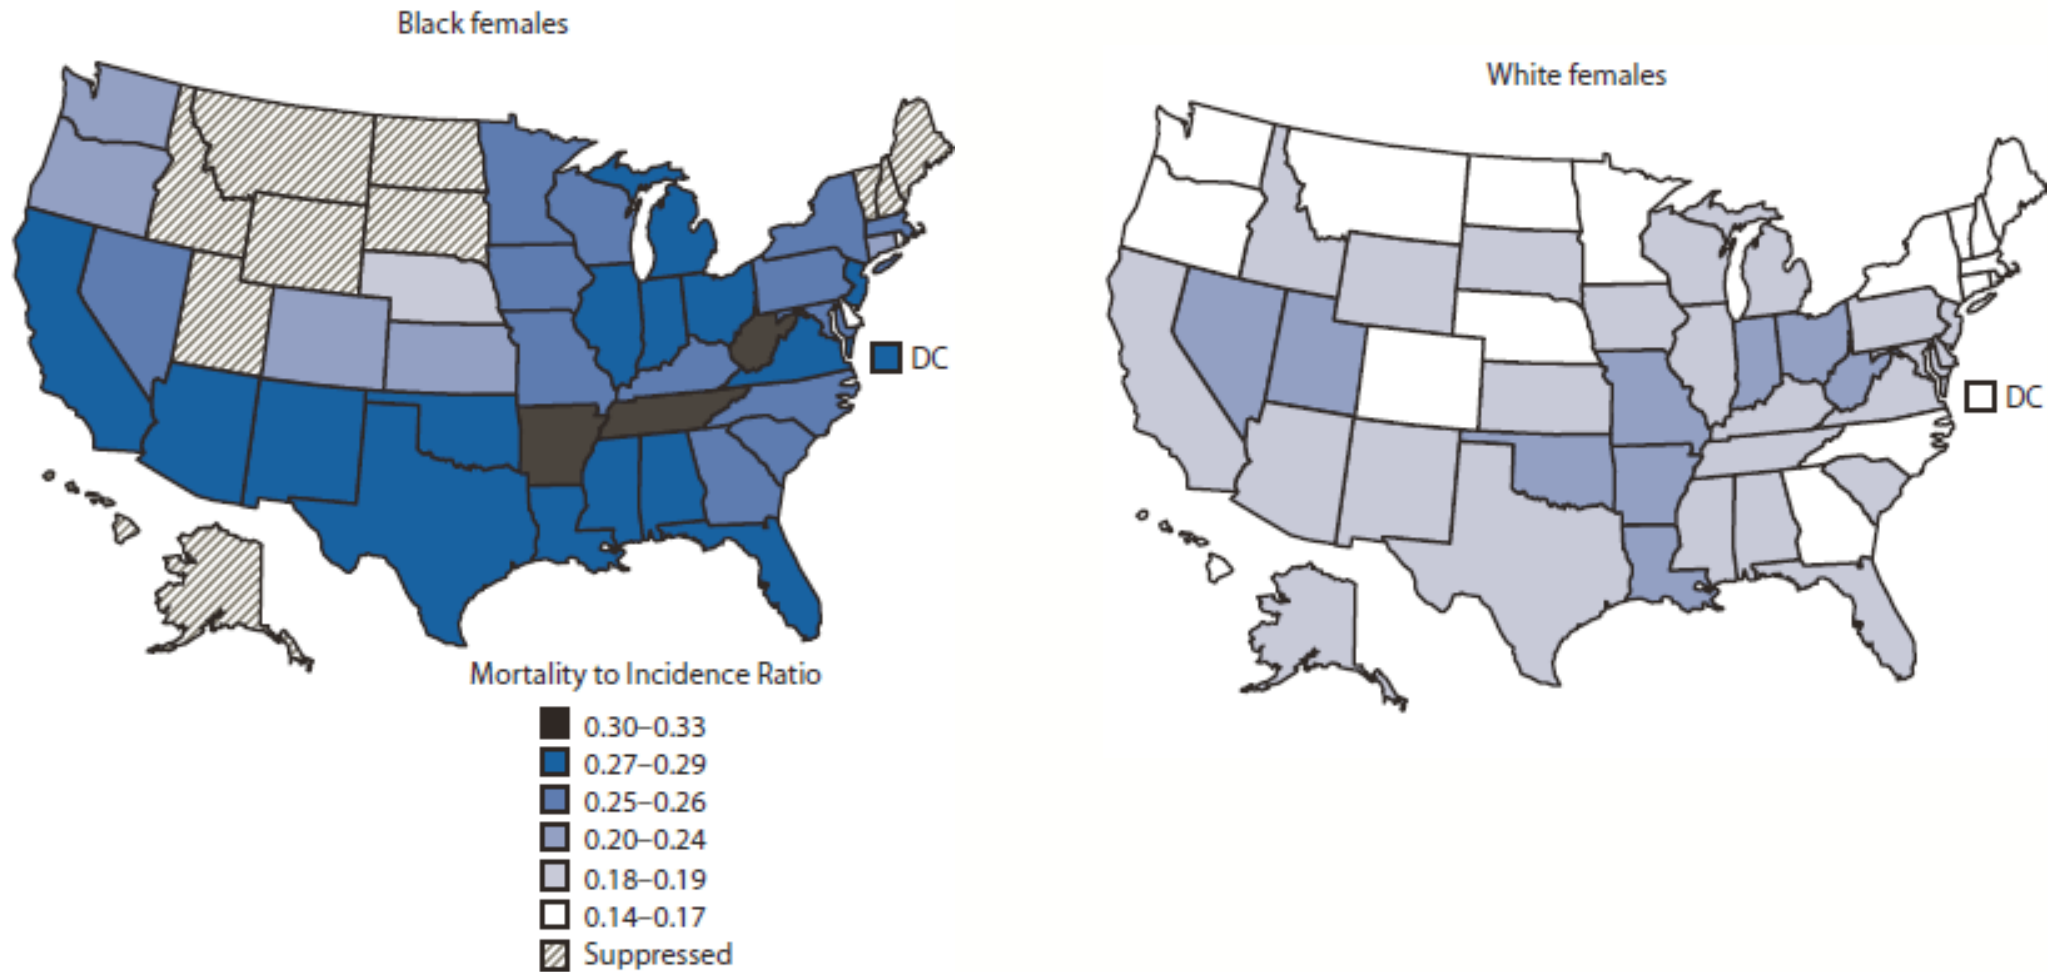 Black females
White females
DC
DC
Mortality to Incidence Ratio
0.30–0.33
0.27–0.29
0.25–0.26
0.20–0.24
0.18–0.19
0.14–0.17
Suppressed